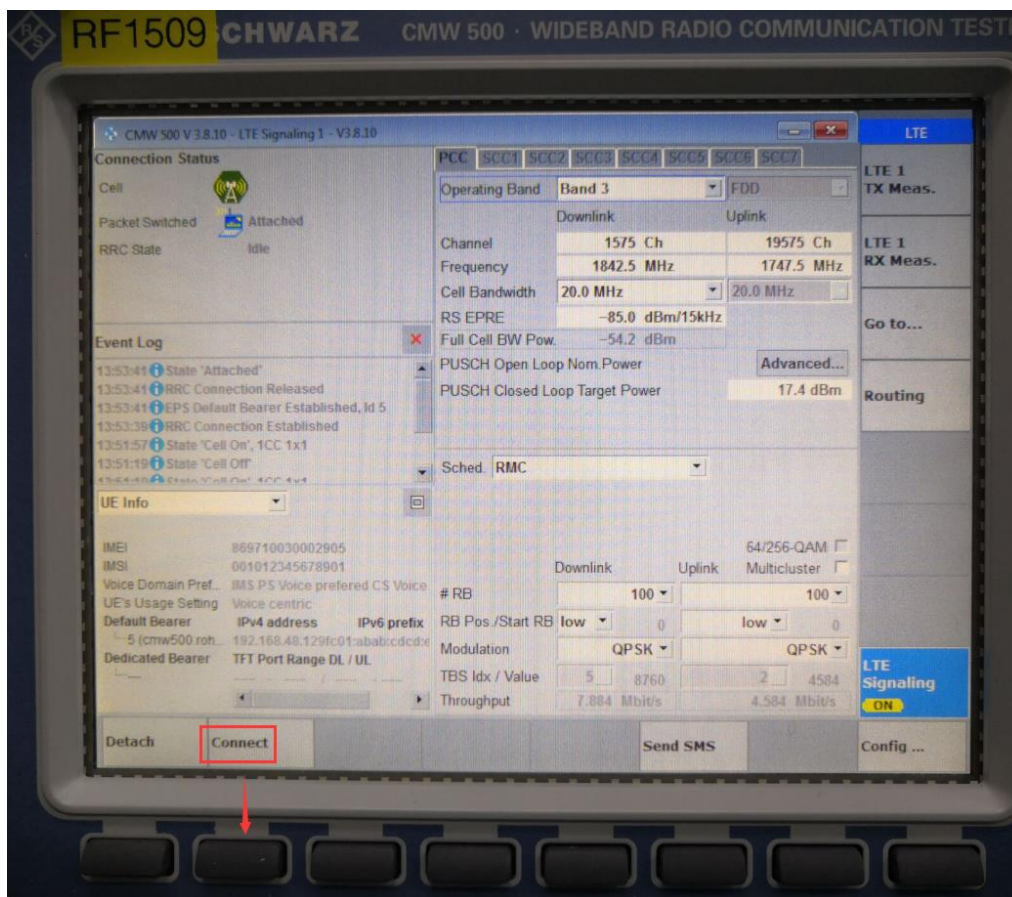 RF1509 SCHWARZ CMW 500 · WIDEBAND RADIO COMMUNICATION
CMW 500 V 3.8.10 - LTE Signaling 1 - V3.8.10
LTE
Connection Status
PCC SCC1 SCC2 SCC3 SCC4 SCC5 SCC6 SCC7
Cell
Operating Band Band 3 FDD
LTE 1
TX Meas.
Packet Switched Attached
Downlink Uplink
RRC State Idle
Channel 1575 Ch 19575 Ch
LTE 1
RX Meas.
Frequency 1842.5 MHz 1747.5 MHz
Cell Bandwidth 20.0 MHz 20.0 MHz
RS EPRE −85.0 dBm/15kHz
Go to...
Event Log
Full Cell BW Pow. −54.2 dBm
13:53:41 State 'Attached'
PUSCH Open Loop Nom.Power Advanced...
13:53:41 RRC Connection Released
PUSCH Closed Loop Target Power 17.4 dBm
Routing
13:53:41 EPS Default Bearer Established, Id 5
13:53:39 RRC Connection Established
13:51:57 State 'Cell On', 1CC 1x1
13:51:19 State 'Cell Off'
Sched. RMC
UE Info
IMEI 869710030002905
64/256-QAM
IMSI 001012345678901
Downlink Uplink Multicluster
Voice Domain Pref.. IMS PS Voice prefered CS Voice
# RB 100 100
UE's Usage Setting Voice centric
Default Bearer IPv4 address IPv6 prefix
RB Pos./Start RB low 0 low 0
5 (cmw500.roh... 192.168.48.129 fc01:abab:cdcd:e
Modulation QPSK QPSK
Dedicated Bearer TFT Port Range DL / UL
TBS Idx / Value 5 8760 2 4584
LTE
Signaling
ON
Throughput 7.884 Mbit/s 4.584 Mbit/s
Detach Connect Send SMS Config ...